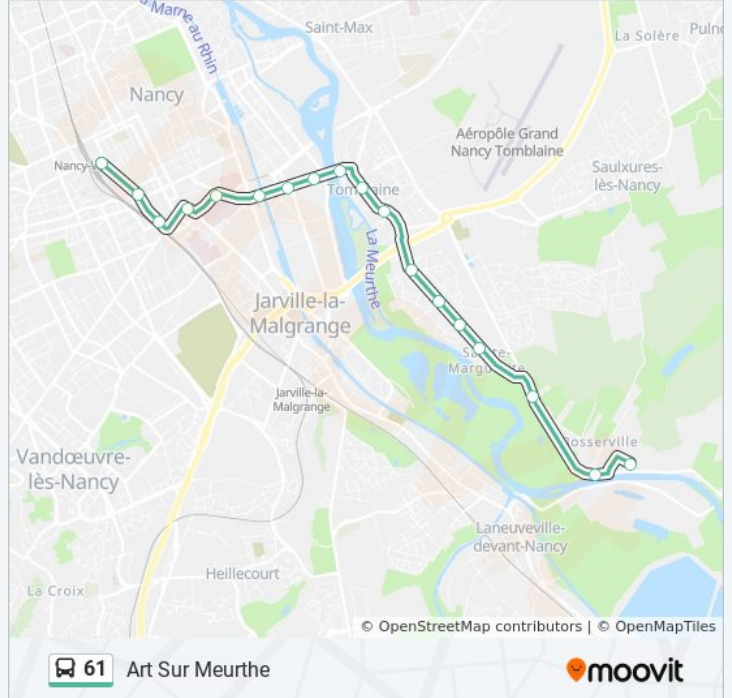 La Marne au Rhin
Saint-Max
La Solère
Nancy
Aéropôle Grand
Nancy Tomblaine
Saulxures-
lès-Nancy
La Meurthe
Jarville-la-
Malgrange
Jarville-la-
Malgrange
Vandœuvre-
lès-Nancy
Laneuveville-
devant-Nancy
Heillecourt
La Croix
© OpenStreetMap contributors | © OpenMapTiles
61 Art Sur Meurthe
moovit